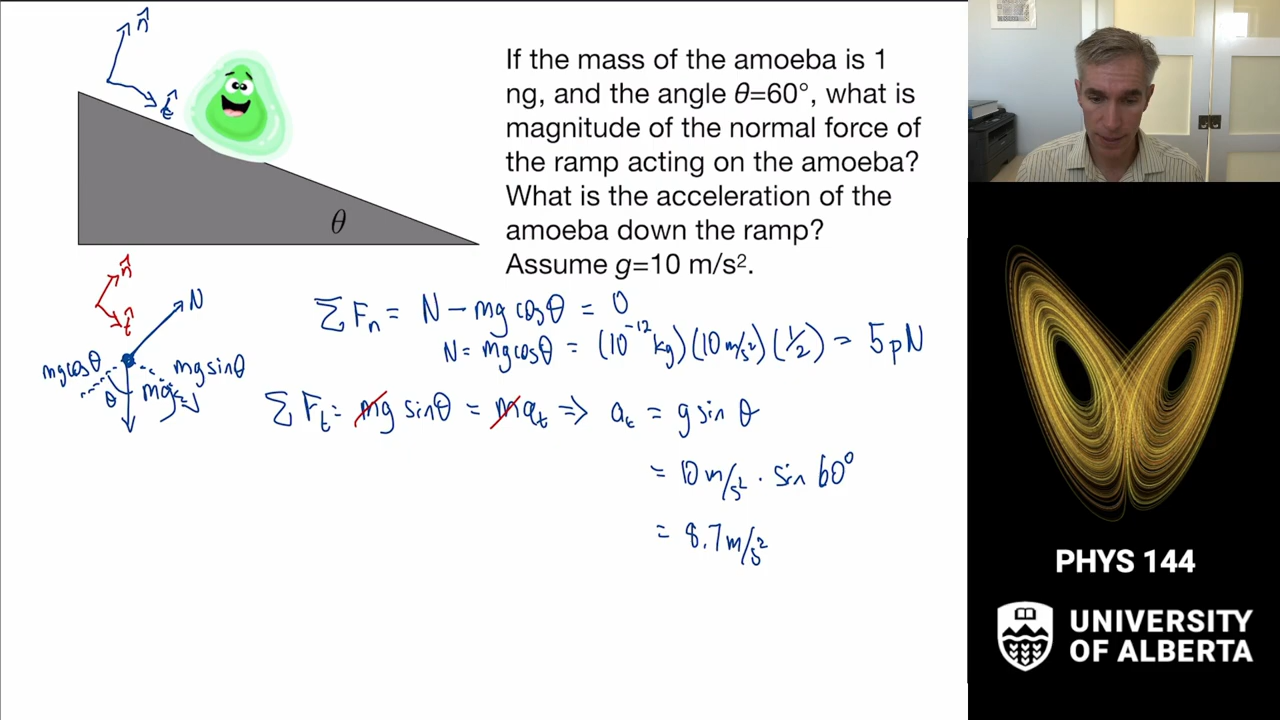 n⃗
t⃗
θ
If the mass of the amoeba is 1
ng, and the angle θ=60°, what is
magnitude of the normal force of
the ramp acting on the amoeba?
What is the acceleration of the
amoeba down the ramp?
Assume g=10 m/s².
n⃗
t⃗
N
mg cosθ
mg sinθ
θ
mg
∑ Fn = N - mg cosθ = 0
N = mg cosθ = (10⁻¹² kg)(10 m/s²)(1/2) = 5 pN
∑ Ft = mg sinθ = mat ⇒ at = g sin θ
= 10 m/s² · sin 60°
= 8.7 m/s²
PHYS 144
UNIVERSITY
OF ALBERTA